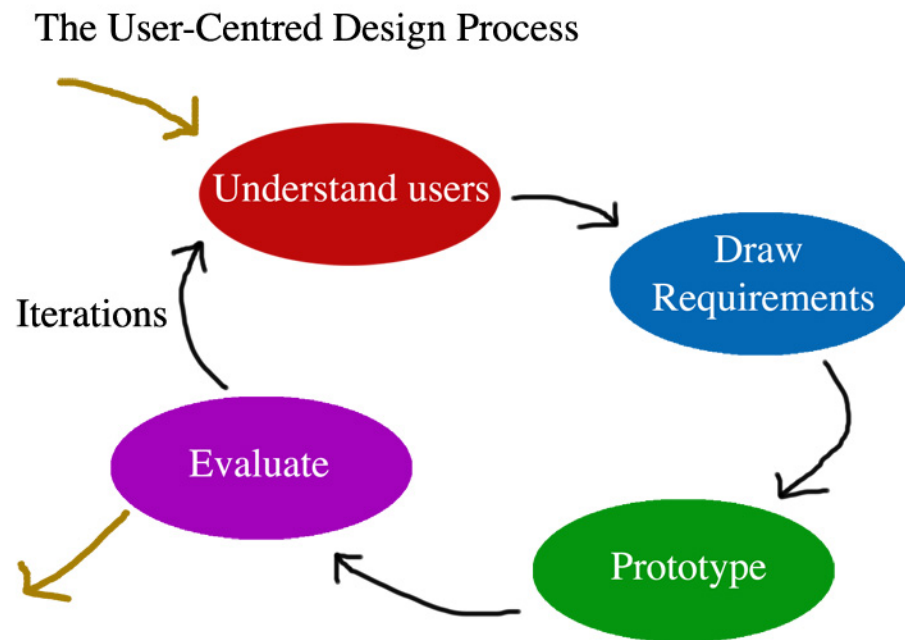 The User-Centred Design Process
Understand users
Draw
Requirements
Iterations
Evaluate
Prototype